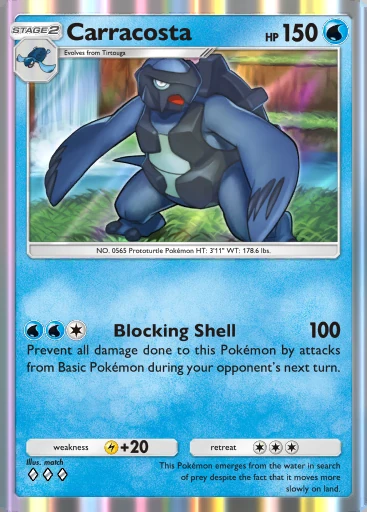 STAGE 2 Carracosta HP 150
Evolves from Tirtouga
NO. 0565 Prototurtle Pokémon HT: 3'11" WT: 178.6 lbs.
Blocking Shell 100
Prevent all damage done to this Pokémon by attacks
from Basic Pokémon during your opponent's next turn.
weakness +20 retreat
Illus. match
This Pokémon emerges from the water in search
of prey despite the fact that it moves more
slowly on land.